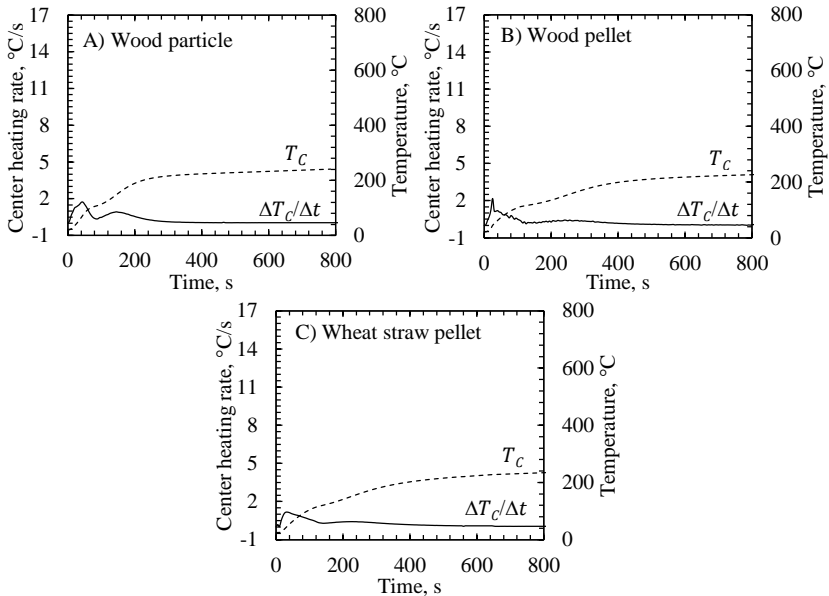 A) Wood particle
Center heating rate, °C/s
17
14
11
8
5
2
-1
T_C
ΔT_C/Δt
800
600
400
200
0
Temperature, °C
0 200 400 600 800
Time, s
B) Wood pellet
Center heating rate, °C/s
17
14
11
8
5
2
-1
T_C
ΔT_C/Δt
800
600
400
200
0
Temperature, °C
0 200 400 600 800
Time, s
C) Wheat straw pellet
Center heating rate, °C/s
17
14
11
8
5
2
-1
T_C
ΔT_C/Δt
800
600
400
200
0
Temperature, °C
0 200 400 600 800
Time, s